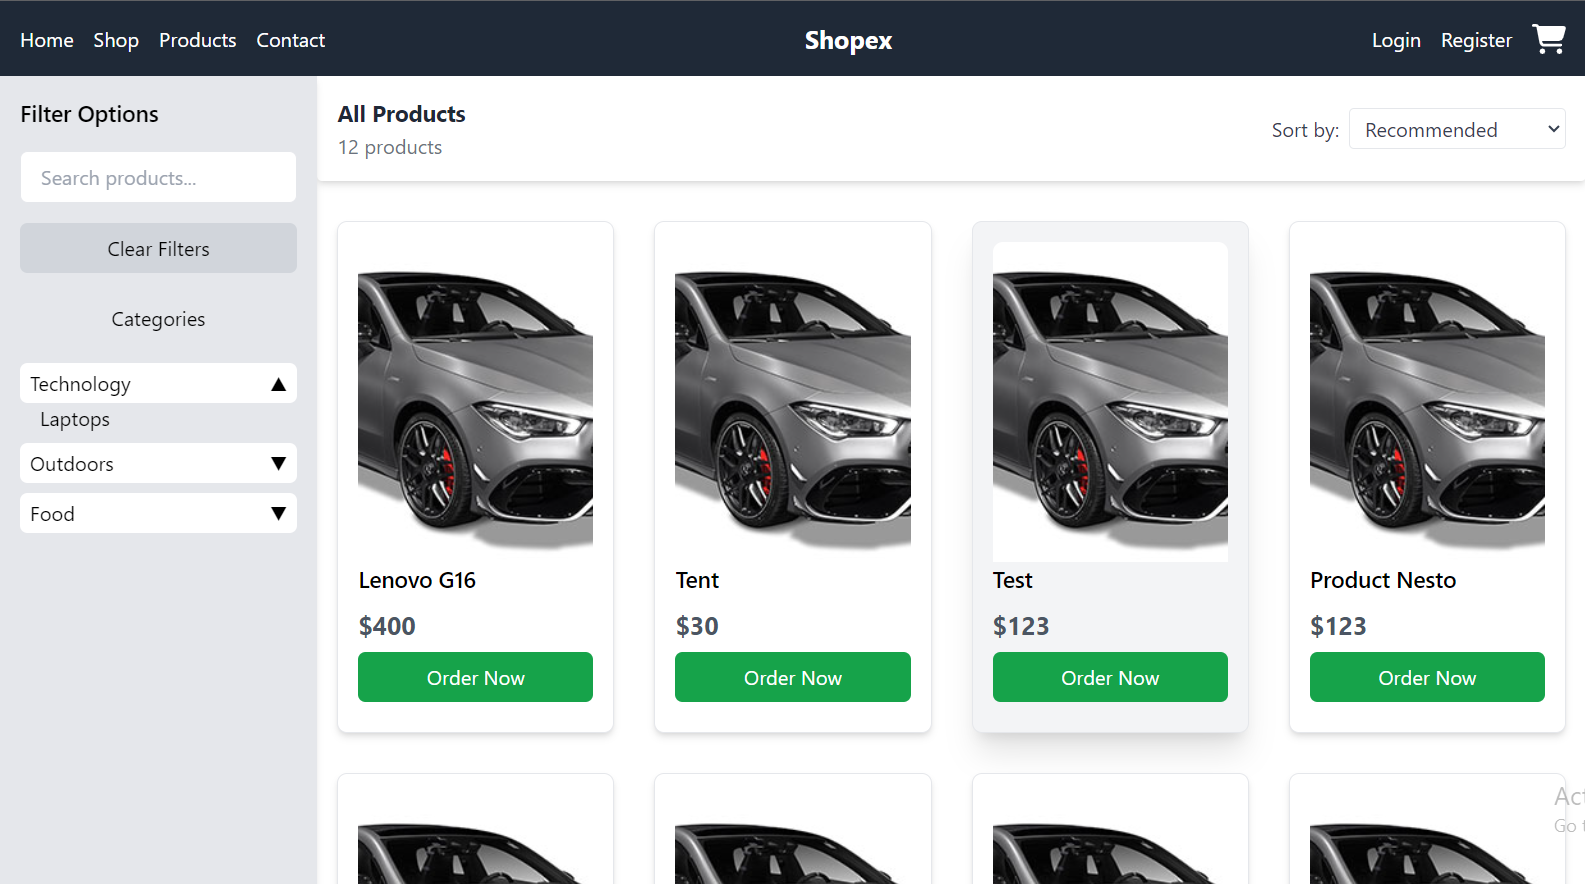 Home Shop Products Contact
Shopex
Login Register
Filter Options
Search products...
Clear Filters
Categories
Technology
Laptops
Outdoors
Food
All Products
12 products
Sort by: Recommended
Lenovo G16
$400
Order Now
Tent
$30
Order Now
Test
$123
Order Now
Product Nesto
$123
Order Now
Act
Go t